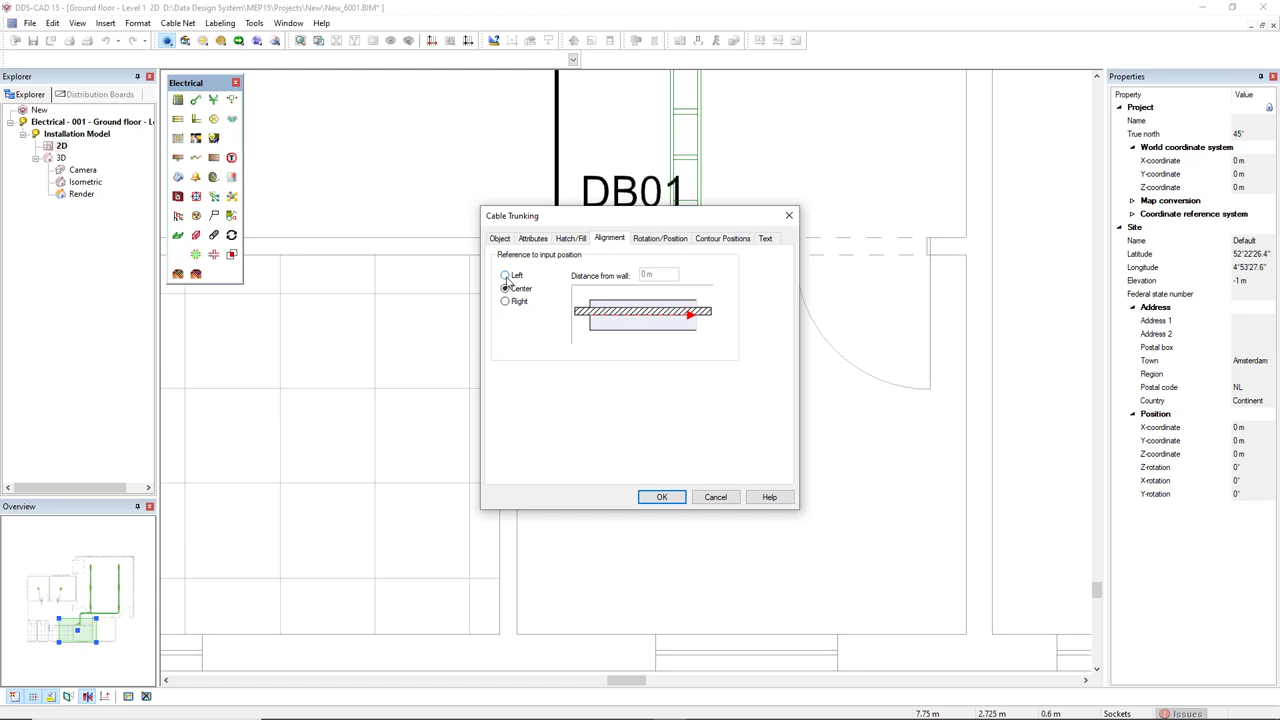 DDS-CAD 15 - [Ground floor - Level 1  2D  D:\Data Design System\MEP15\Projects\New\New_6001.BIM* ]
File Edit View Insert Format Cable Net Labeling Tools Window Help
Explorer
Explorer Distribution Boards
New
Electrical - 001 - Ground floor - L
Installation Model
2D
3D
Camera
Isometric
Render
Overview
Electrical
DB01
Cable Trunking
Object Attributes Hatch/Fill Alignment Rotation/Position Contour Positions Text
Reference to input position
Left
Center
Right
Distance from wall: 0 m
OK Cancel Help
Properties
Property Value
Project
Name
True north 45°
World coordinate system
X-coordinate 0 m
Y-coordinate 0 m
Z-coordinate 0 m
Map conversion
Coordinate reference system
Site
Name Default
Latitude 52°22'26.4"
Longitude 4°53'27.6"
Elevation -1 m
Federal state number
Address
Address 1
Address 2
Postal box
Town Amsterdam
Region
Postal code NL
Country Continent
Position
X-coordinate 0 m
Y-coordinate 0 m
Z-coordinate 0 m
Z-rotation 0°
X-rotation 0°
Y-rotation 0°
7.75 m 2.725 m 0.6 m Sockets Issues